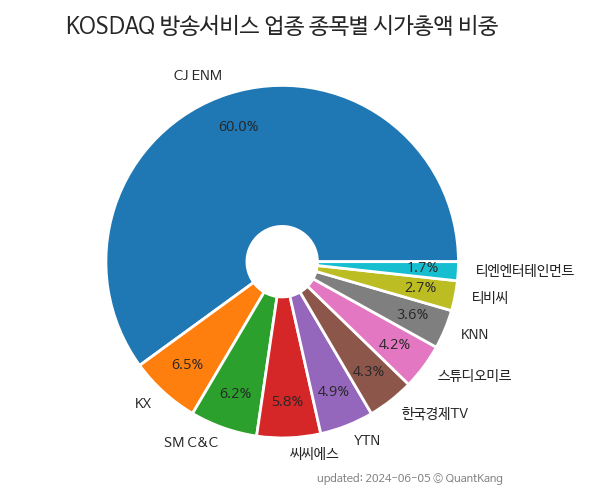 KOSDAQ 방송서비스 업종 종목별 시가총액 비중
CJ ENM
60.0%
1.7%
티엔엔터테인먼트
2.7%
티비씨
3.6%
KNN
4.2%
스튜디오미르
4.3%
한국경제TV
4.9%
YTN
5.8%
씨씨에스
6.2%
SM C&C
6.5%
KX
updated: 2024-06-05 © QuantKang